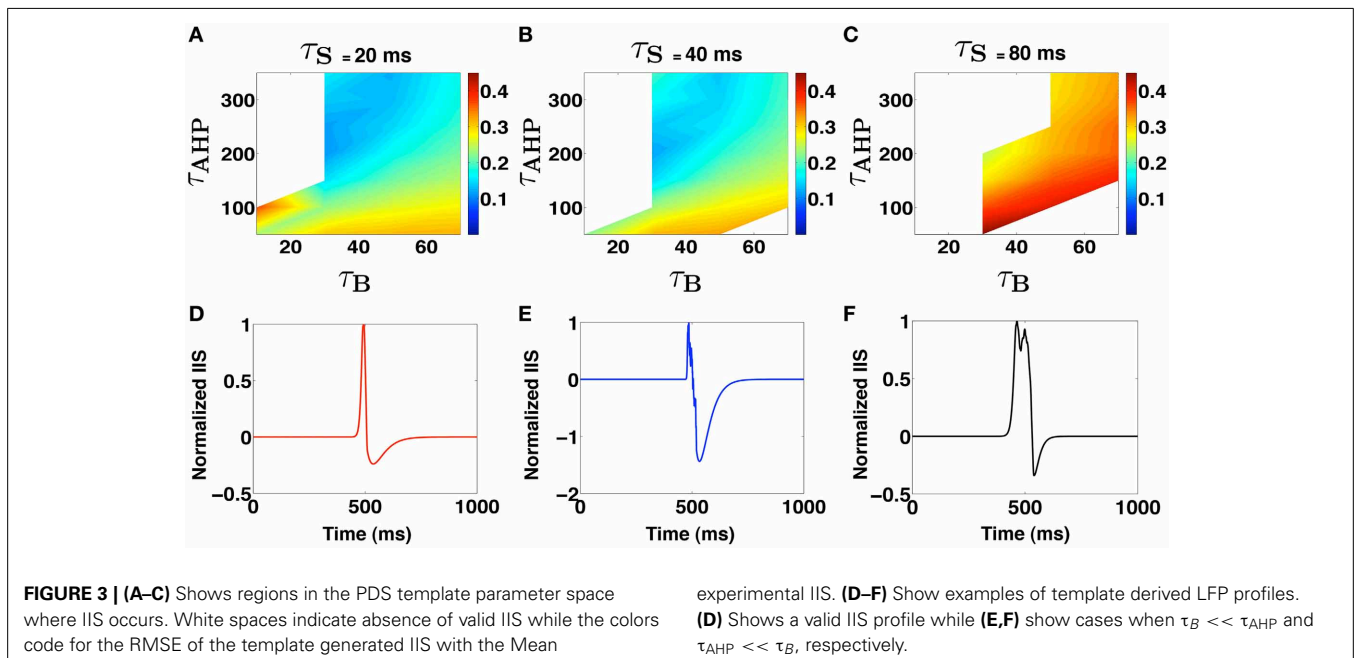 A
B
C
τS = 20 ms
τS = 40 ms
τS = 80 ms
τAHP
300
200
100
20 40 60
τB
0.4
0.3
0.2
0.1
τAHP
300
200
100
20 40 60
τB
0.4
0.3
0.2
0.1
τAHP
300
200
100
20 40 60
τB
0.4
0.3
0.2
0.1
D
Normalized IIS
1
0.5
0
−0.5
0 500 1000
Time (ms)
E
Normalized IIS
1
0
−1
−2
0 500 1000
Time (ms)
F
Normalized IIS
1
0.5
0
−0.5
0 500 1000
Time (ms)
FIGURE 3 | (A–C) Shows regions in the PDS template parameter space
where IIS occurs. White spaces indicate absence of valid IIS while the colors
code for the RMSE of the template generated IIS with the Mean
experimental IIS. (D–F) Show examples of template derived LFP profiles.
(D) Shows a valid IIS profile while (E,F) show cases when τB << τAHP and
τAHP << τB, respectively.